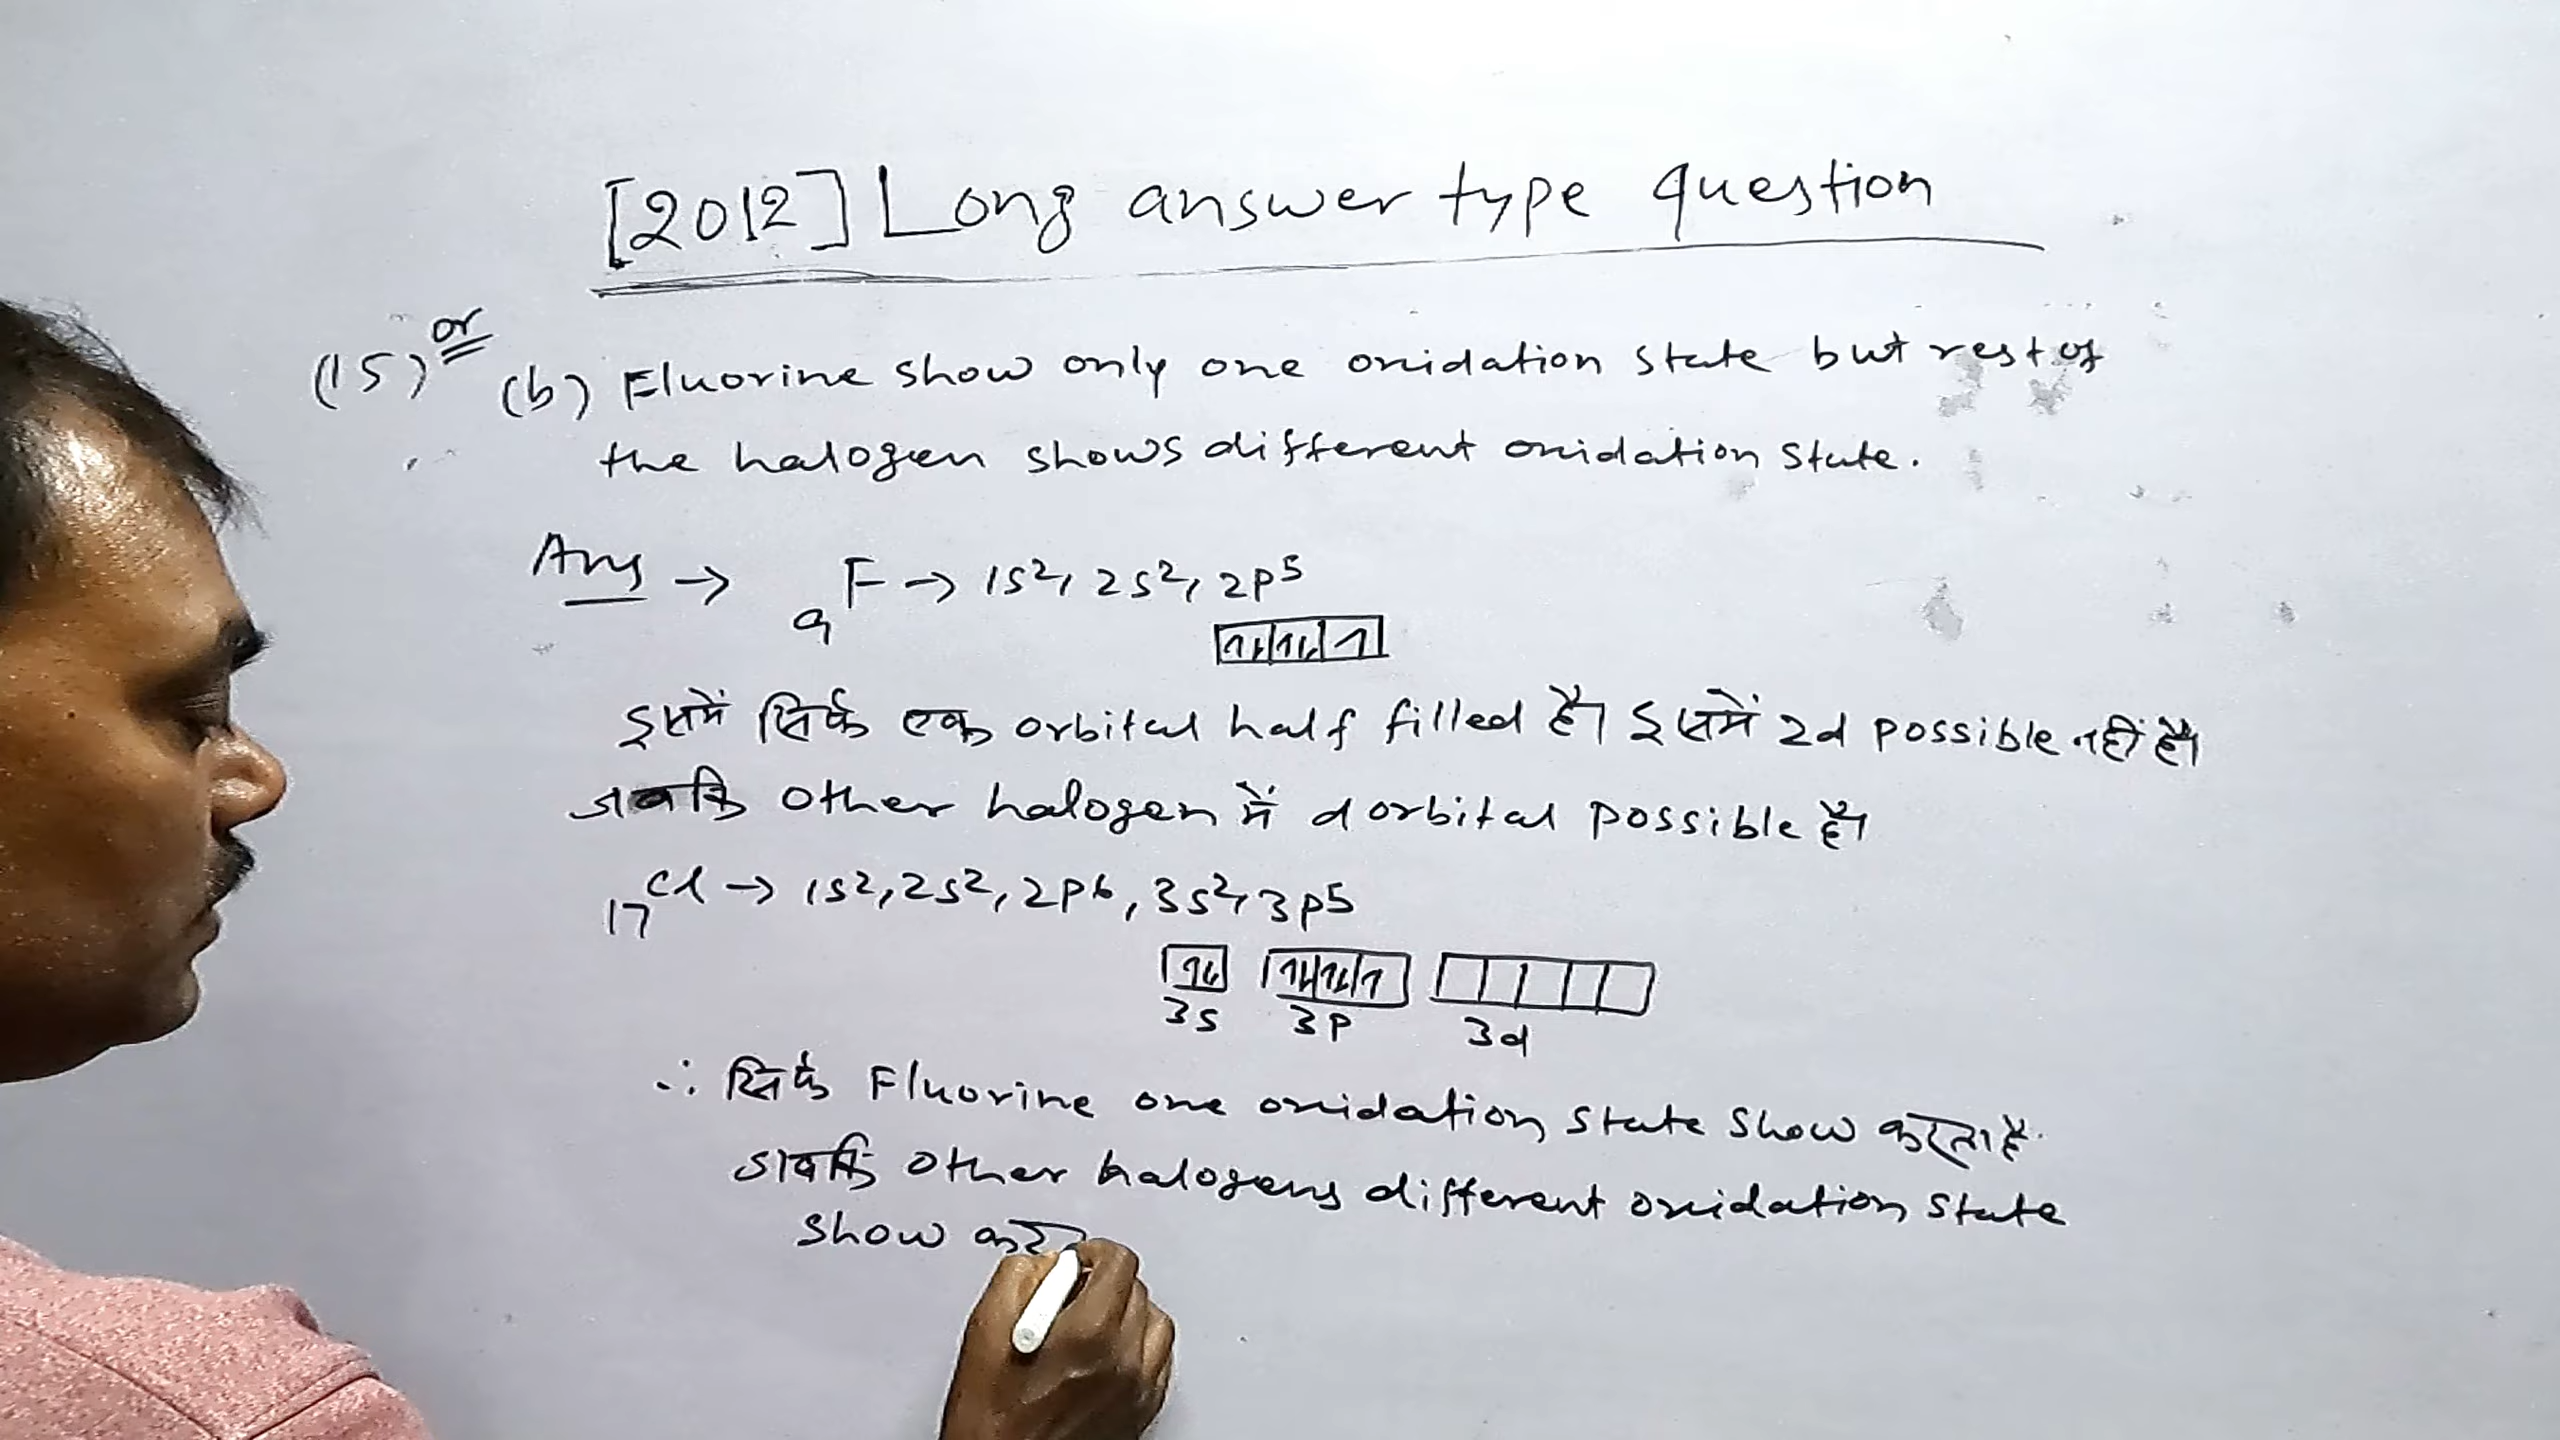 [2012] Long answer type question
(15) or (b) Fluorine show only one oxidation state but rest of
the halogen shows different oxidation state.
Ans → 9F → 1s2, 2s2, 2p5
इसमें सिर्फ एक orbital half filled है। इसमें 2d possible नहीं है।
जबकि other halogen में d orbital possible है।
17Cl → 1s2, 2s2, 2p6, 3s2, 3p5
3s 3p 3d
∴ सिर्फ Fluorine one oxidation state show करता है
जबकि other halogens different oxidation state
show